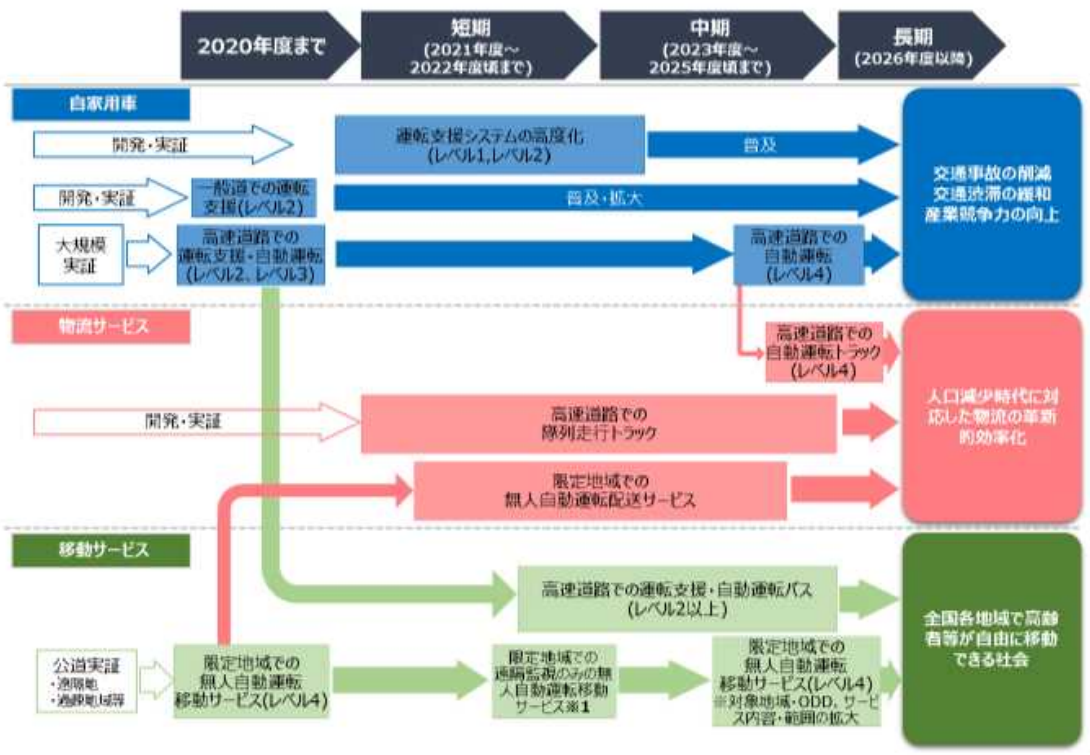 2020年度まで
短期
(2021年度～
2022年度頃まで)
中期
(2023年度～
2025年度頃まで)
長期
(2026年度以降)
自家用車
開発・実証
運転支援システムの高度化
(レベル1,レベル2)
普及
開発・実証
一般道での運転
支援(レベル2)
普及・拡大
大規模
実証
高速道路での
運転支援・自動運転
(レベル2、レベル3)
高速道路での
自動運転
(レベル4)
交通事故の削減
交通渋滞の緩和
産業競争力の向上
物流サービス
高速道路での
自動運転トラック
(レベル4)
開発・実証
高速道路での
隊列走行トラック
限定地域での
無人自動運転配送サービス
人口減少時代に対
応した物流の革新
的効率化
移動サービス
高速道路での運転支援・自動運転バス
(レベル2以上)
公道実証
・遠隔地
・過疎地域等
限定地域での
無人自動運転
移動サービス(レベル4)
限定地域での
遠隔監視のみの無
人自動運転移動
サービス※1
限定地域での
無人自動運転
移動サービス(レベル4)
※対象地域・ODD、サービ
ス内容・範囲の拡大
全国各地域で高齢
者等が自由に移動
できる社会